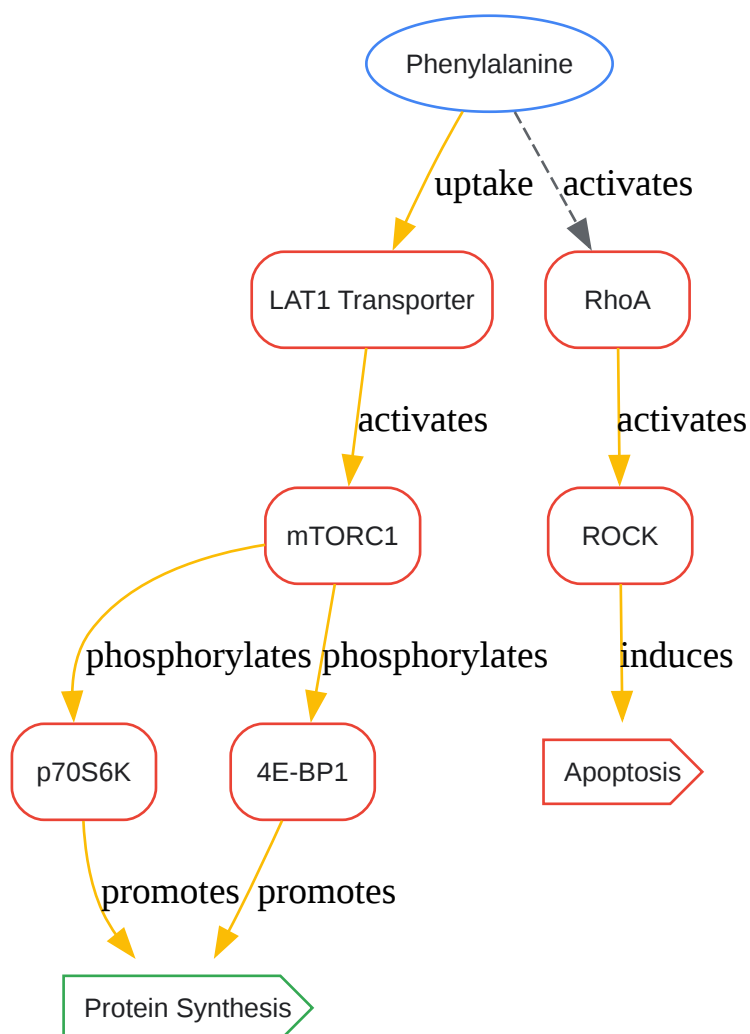 Phenylalanine
uptake
activates
LAT1 Transporter
RhoA
activates
activates
mTORC1
ROCK
phosphorylates
phosphorylates
induces
p70S6K
4E-BP1
Apoptosis
promotes
promotes
Protein Synthesis